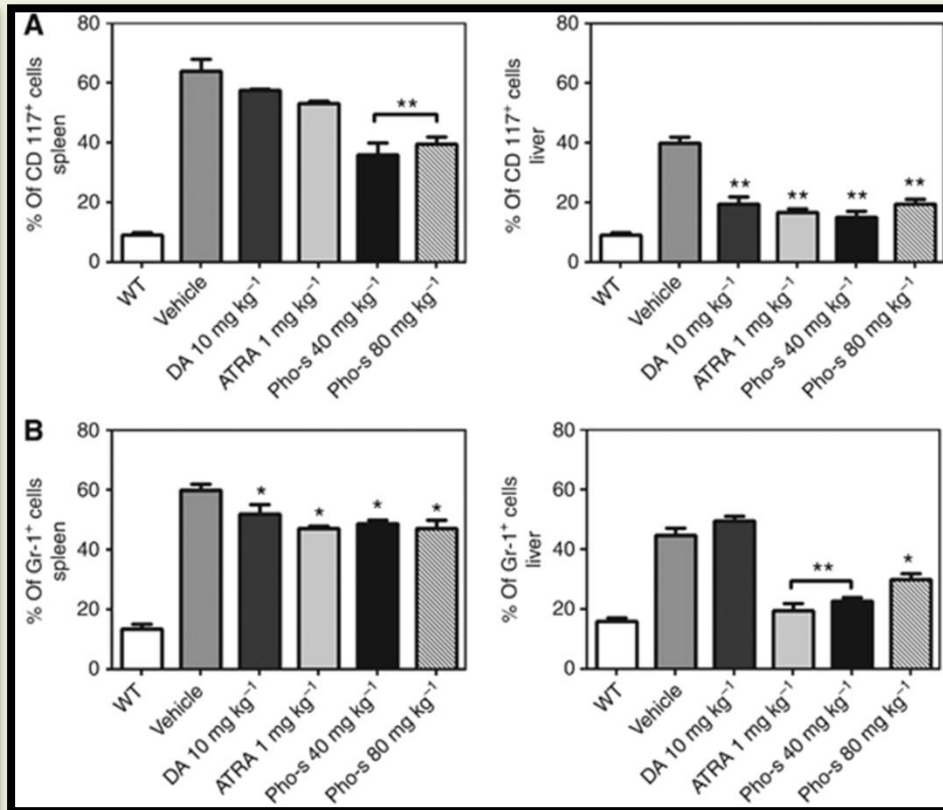 A
80
60
40
20
0
% Of CD 117⁺ cells
spleen
**
WT
Vehicle
DA 10 mg kg⁻¹
ATRA 1 mg kg⁻¹
Pho-s 40 mg kg⁻¹
Pho-s 80 mg kg⁻¹
80
60
40
20
0
% Of CD 117⁺ cells
liver
** ** ** **
WT
Vehicle
DA 10 mg kg⁻¹
ATRA 1 mg kg⁻¹
Pho-s 40 mg kg⁻¹
Pho-s 80 mg kg⁻¹
B
80
60
40
20
0
% Of Gr-1⁺ cells
spleen
* * * *
WT
Vehicle
DA 10 mg kg⁻¹
ATRA 1 mg kg⁻¹
Pho-s 40 mg kg⁻¹
Pho-s 80 mg kg⁻¹
80
60
40
20
0
% Of Gr-1⁺ cells
liver
** *
WT
Vehicle
DA 10 mg kg⁻¹
ATRA 1 mg kg⁻¹
Pho-s 40 mg kg⁻¹
Pho-s 80 mg kg⁻¹